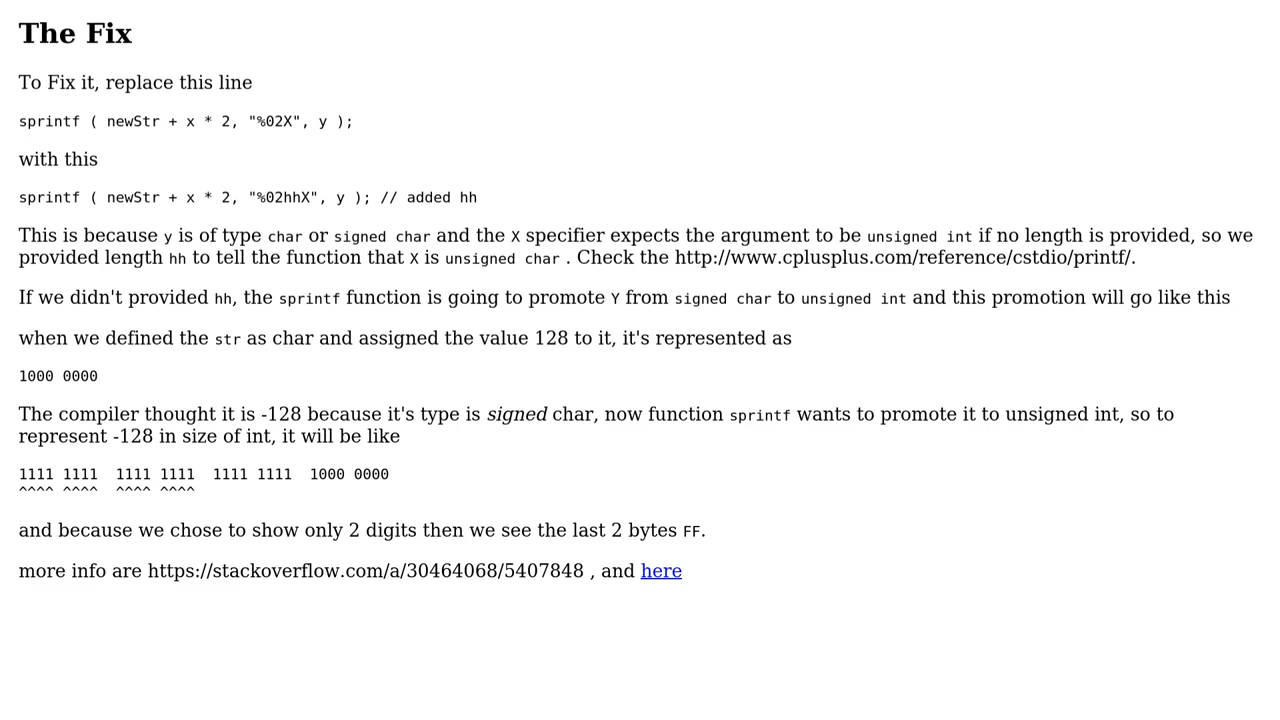 The Fix
To Fix it, replace this line
sprintf ( newStr + x * 2, "%02X", y );
with this
sprintf ( newStr + x * 2, "%02hhX", y ); // added hh
This is because y is of type char or signed char and the X specifier expects the argument to be unsigned int if no length is provided, so we
provided length hh to tell the function that X is unsigned char . Check the http://www.cplusplus.com/reference/cstdio/printf/.
If we didn't provided hh, the sprintf function is going to promote Y from signed char to unsigned int and this promotion will go like this
when we defined the str as char and assigned the value 128 to it, it's represented as
1000 0000
The compiler thought it is -128 because it's type is signed char, now function sprintf wants to promote it to unsigned int, so to
represent -128 in size of int, it will be like
1111 1111  1111 1111  1111 1111  1000 0000
^^^^ ^^^^  ^^^^ ^^^^
and because we chose to show only 2 digits then we see the last 2 bytes FF.
more info are https://stackoverflow.com/a/30464068/5407848 , and here